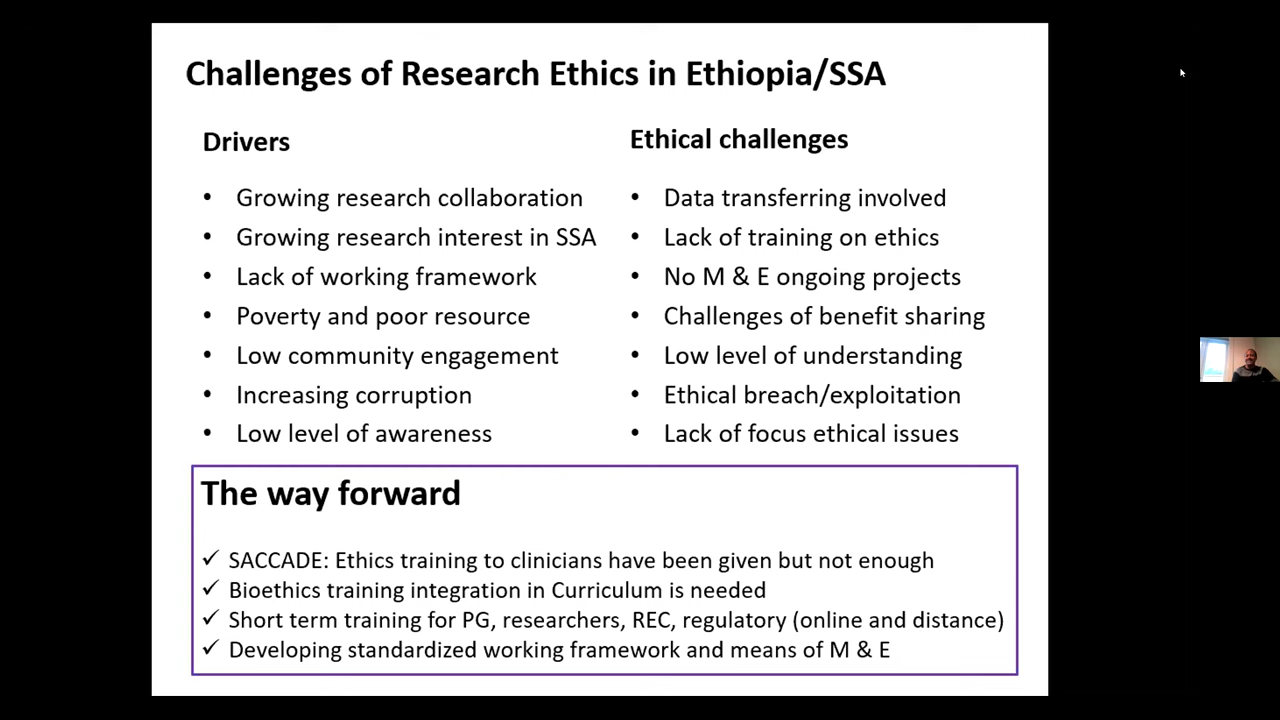 Challenges of Research Ethics in Ethiopia/SSA
Drivers
• Growing research collaboration
• Growing research interest in SSA
• Lack of working framework
• Poverty and poor resource
• Low community engagement
• Increasing corruption
• Low level of awareness
Ethical challenges
• Data transferring involved
• Lack of training on ethics
• No M & E ongoing projects
• Challenges of benefit sharing
• Low level of understanding
• Ethical breach/exploitation
• Lack of focus ethical issues
The way forward
✓ SACCADE: Ethics training to clinicians have been given but not enough
✓ Bioethics training integration in Curriculum is needed
✓ Short term training for PG, researchers, REC, regulatory (online and distance)
✓ Developing standardized working framework and means of M & E